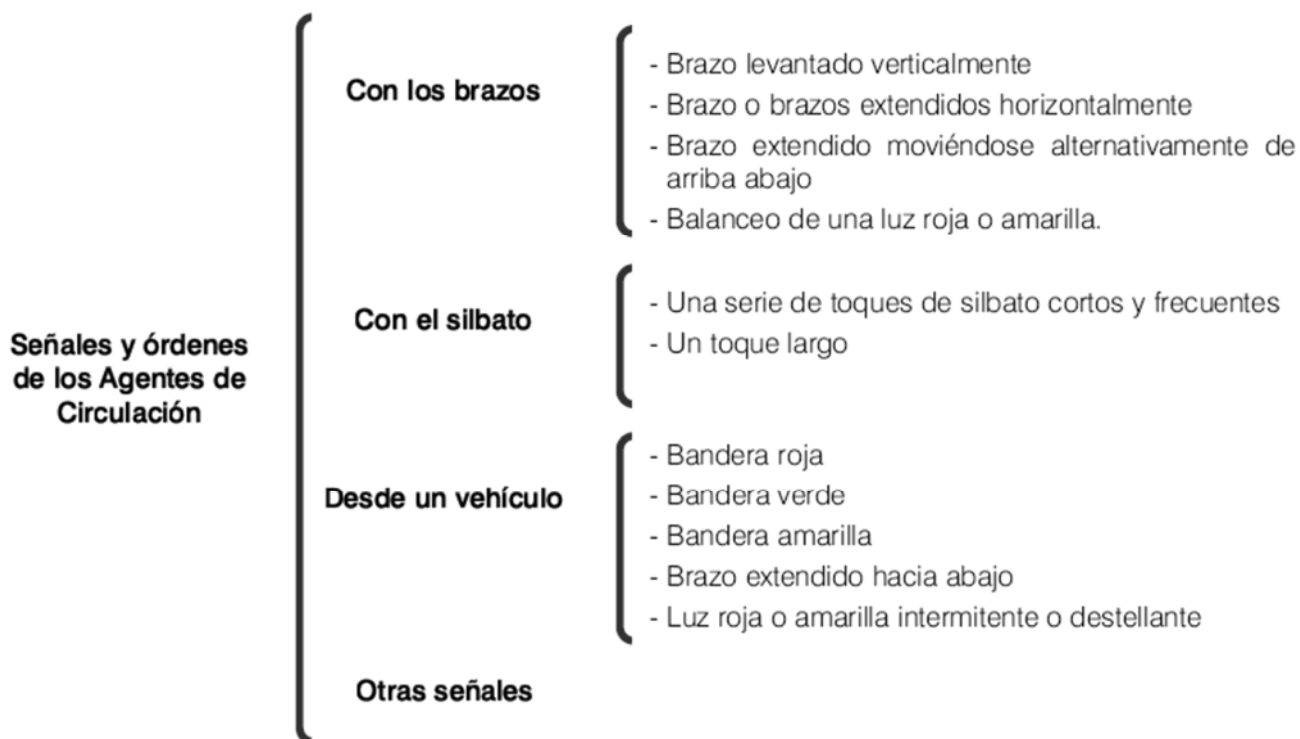 Señales y órdenes
de los Agentes de
Circulación
Con los brazos
- Brazo levantado verticalmente
- Brazo o brazos extendidos horizontalmente
- Brazo extendido moviéndose alternativamente de
arriba abajo
- Balanceo de una luz roja o amarilla.
Con el silbato
- Una serie de toques de silbato cortos y frecuentes
- Un toque largo
Desde un vehículo
- Bandera roja
- Bandera verde
- Bandera amarilla
- Brazo extendido hacia abajo
- Luz roja o amarilla intermitente o destellante
Otras señales